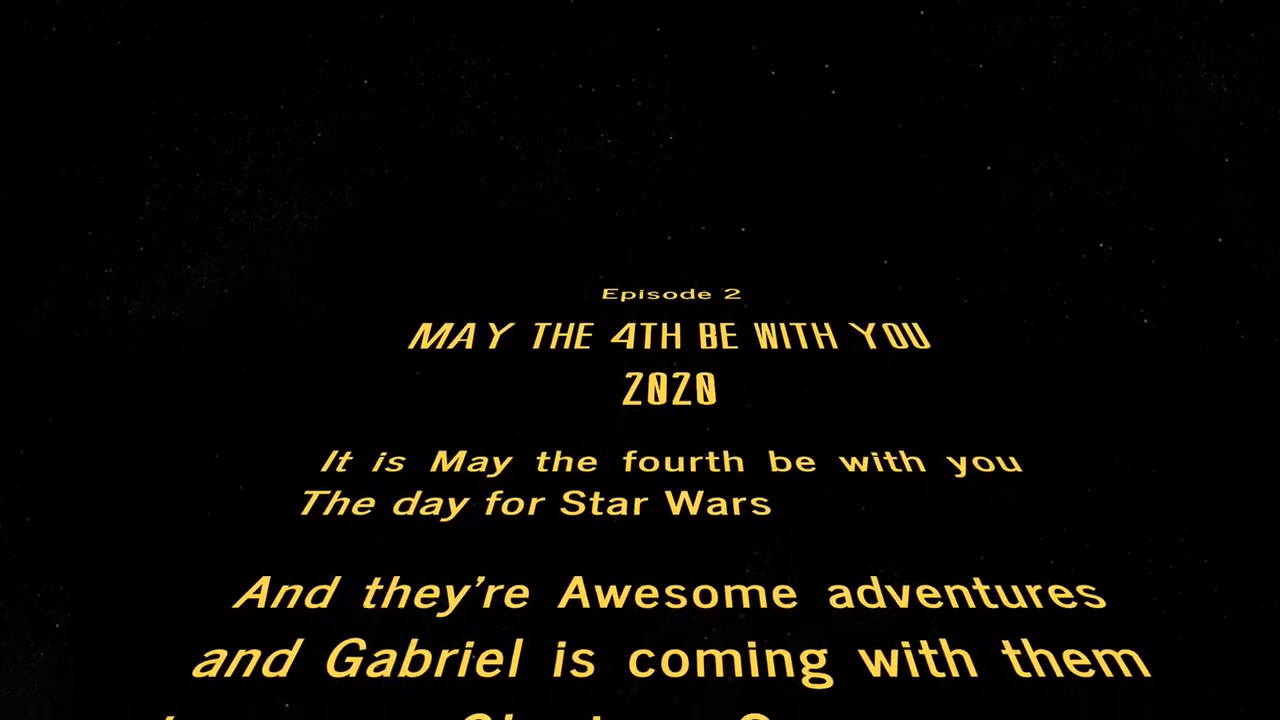 Episode 2
MAY THE 4TH BE WITH YOU
2020
It is May the fourth be with you
The day for Star Wars
And they’re Awesome adventures
and Gabriel is coming with them